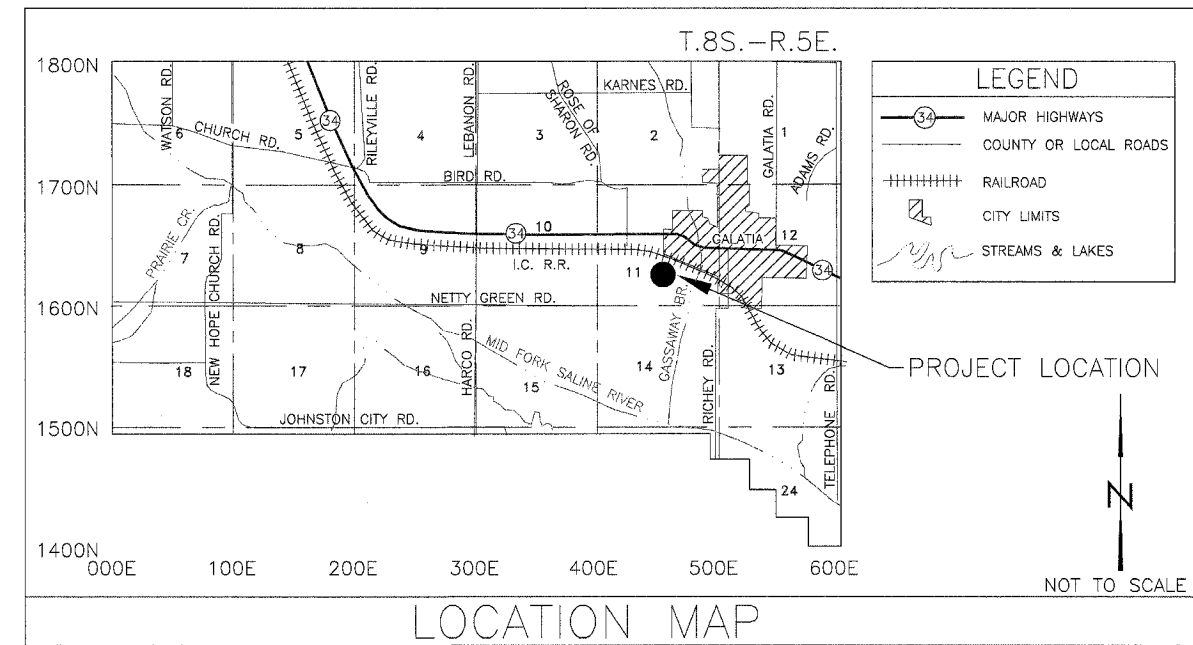 T.8S.-R.5E.
1800N
1700N
1600N
1500N
1400N
000E
100E
200E
300E
400E
500E
600E
WATSON RD.
6
CHURCH RD.
5
34
RILEYVILLE RD.
4
LEBANON RD.
3
ROSE OF
SHARON RD.
KARNES RD.
2
GALATIA RD.
1
ADAMS RD.
BIRD RD.
PRAIRIE CR.
7
NEW HOPE CHURCH RD.
8
9
34
10
I.C. R.R.
11
GALATIA
12
34
NETTY GREEN RD.
MID FORK SALINE RIVER
HARCO RD.
GASSAWAY BR.
RICHEY RD.
18
17
16
15
14
13
TELEPHONE RD.
JOHNSTON CITY RD.
24
PROJECT LOCATION
LEGEND
34 MAJOR HIGHWAYS
COUNTY OR LOCAL ROADS
RAILROAD
CITY LIMITS
STREAMS & LAKES
N
NOT TO SCALE
LOCATION MAP